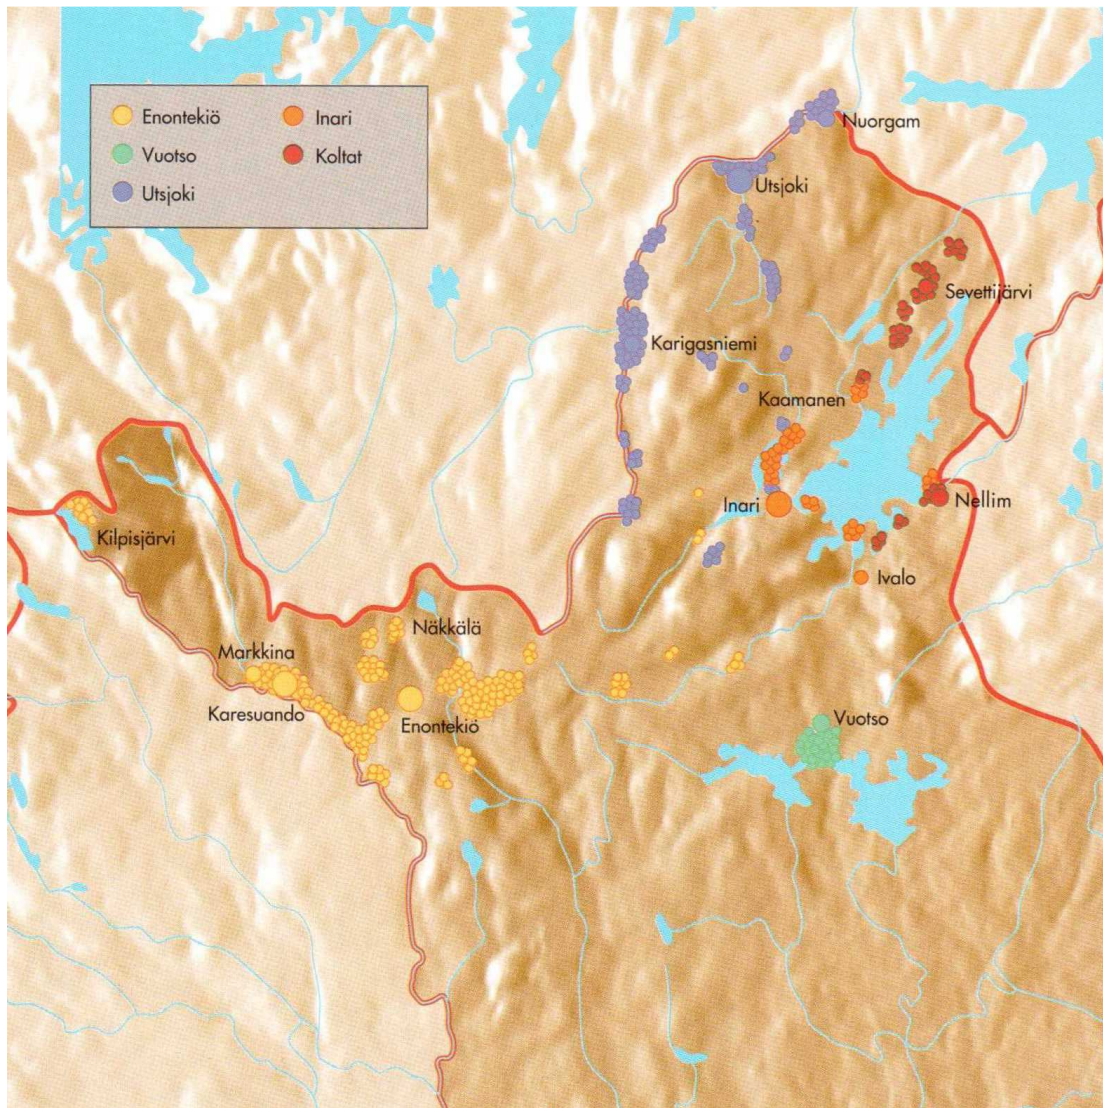 Enontekiö
Inari
Vuotso
Koltat
Utsjoki
Nuorgam
Utsjoki
Sevettijärvi
Karigasniemi
Kaamanen
Inari
Nellim
Kilpisjärvi
Ivalo
Näkkälä
Markkina
Karesuando
Enontekiö
Vuotso